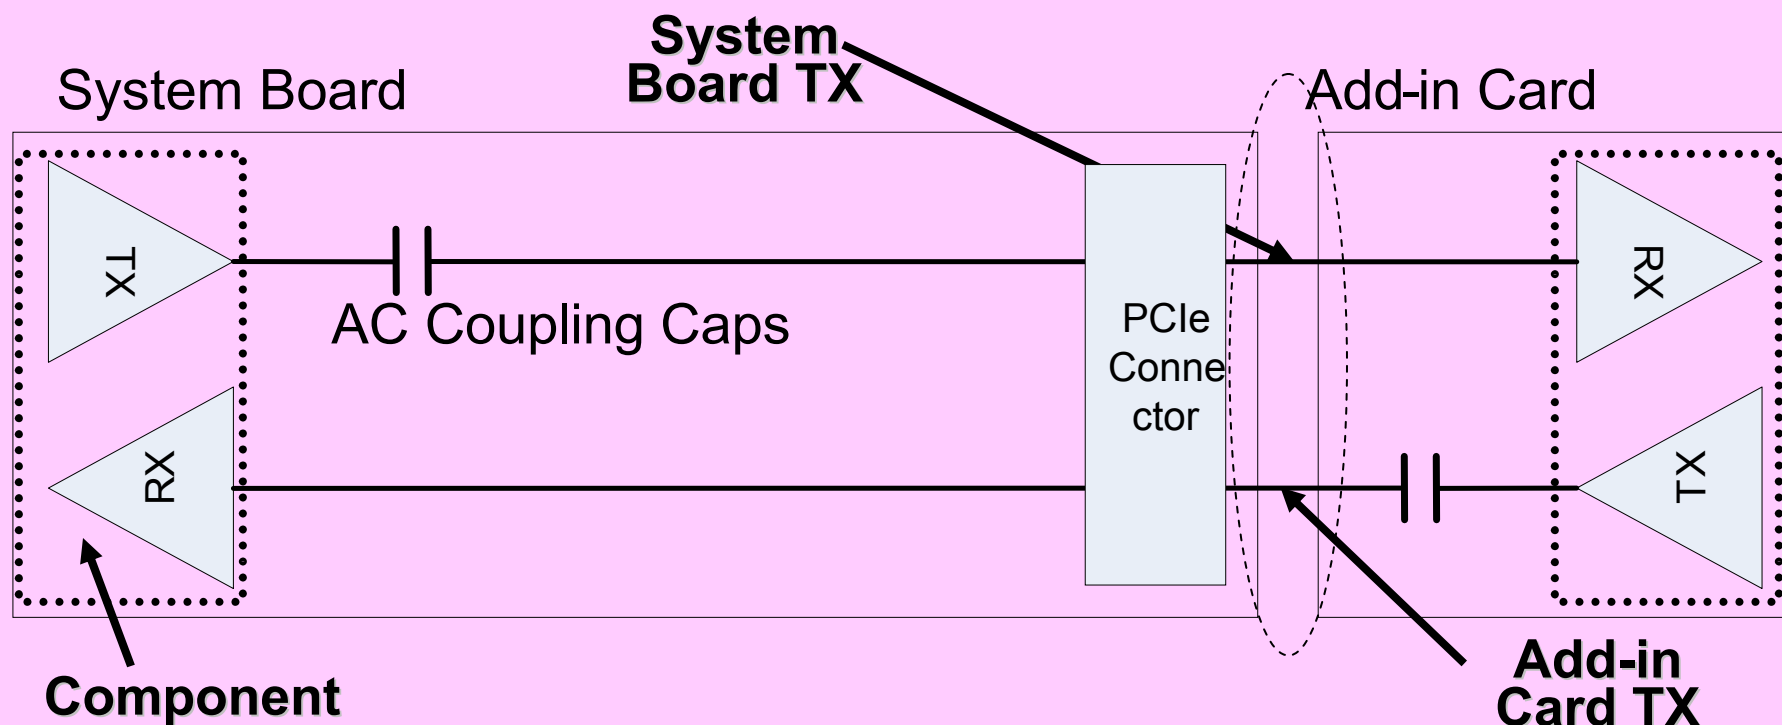 System
Board TX
System Board
Add-in Card
TX
RX
AC Coupling Caps
PCIe
Conne
ctor
RX
TX
Component
Add-in
Card TX